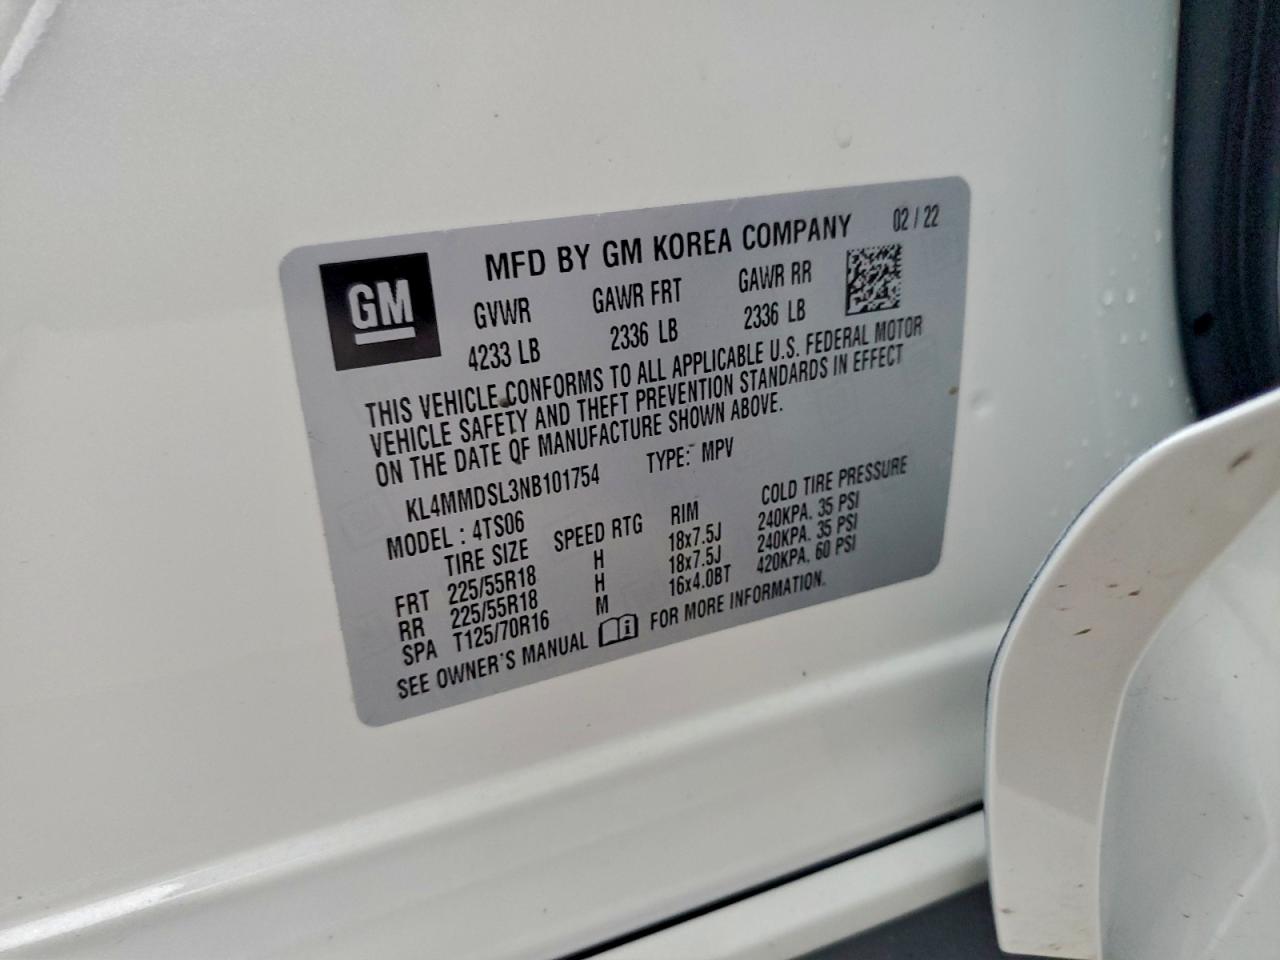 GM
MFD BY GM KOREA COMPANY 02 / 22
GVWR GAWR FRT GAWR RR
4233 LB 2336 LB 2336 LB
THIS VEHICLE CONFORMS TO ALL APPLICABLE U.S. FEDERAL MOTOR
VEHICLE SAFETY AND THEFT PREVENTION STANDARDS IN EFFECT
ON THE DATE OF MANUFACTURE SHOWN ABOVE.
KL4MMDSL3NB101754 TYPE: MPV
MODEL : 4TS06
TIRE SIZE SPEED RTG RIM COLD TIRE PRESSURE
FRT 225/55R18 H 18x7.5J 240KPA. 35 PSI
RR 225/55R18 H 18x7.5J 240KPA. 35 PSI
SPA T125/70R16 M 16x4.0BT 420KPA. 60 PSI
SEE OWNER'S MANUAL FOR MORE INFORMATION.